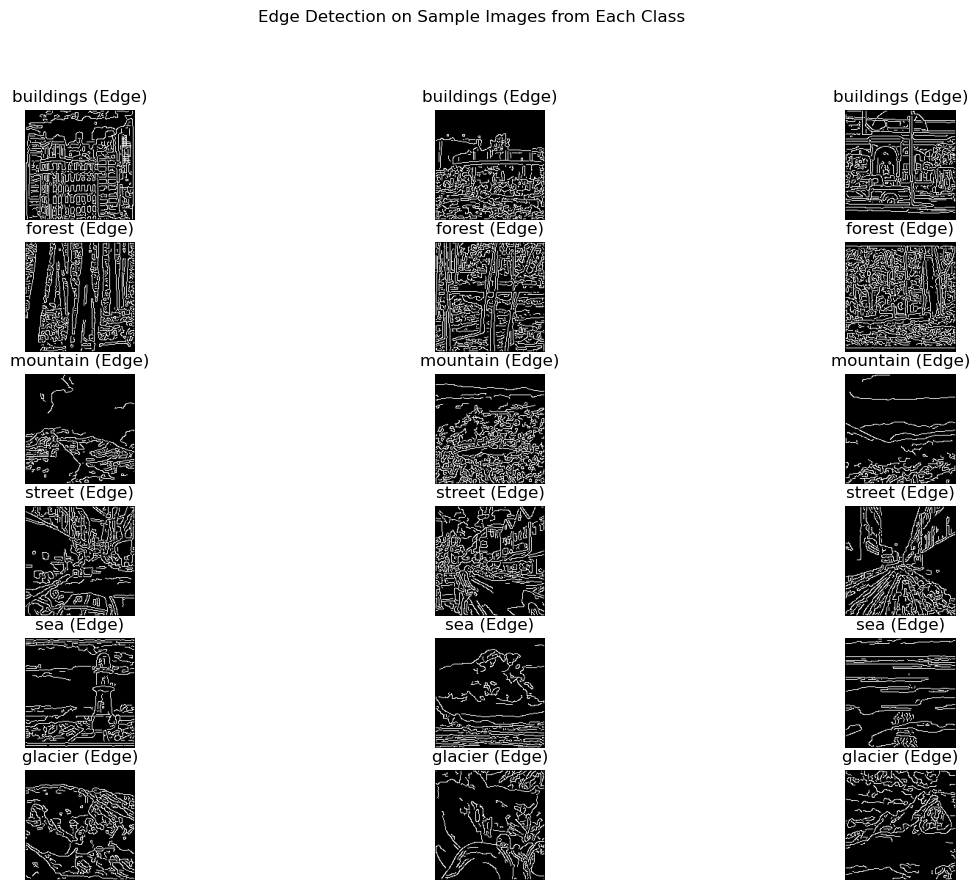 Edge Detection on Sample Images from Each Class
buildings (Edge) buildings (Edge) buildings (Edge)
forest (Edge) forest (Edge) forest (Edge)
mountain (Edge) mountain (Edge) mountain (Edge)
street (Edge) street (Edge) street (Edge)
sea (Edge) sea (Edge) sea (Edge)
glacier (Edge) glacier (Edge) glacier (Edge)